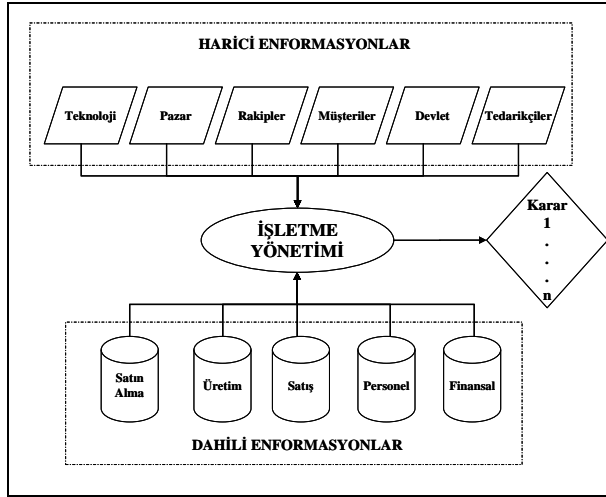 HARİCİ ENFORMASYONLAR
Teknoloji
Pazar
Rakipler
Müşteriler
Devlet
Tedarikçiler
İŞLETME
YÖNETİMİ
Karar
1
.
.
.
n
Satın
Alma
Üretim
Satış
Personel
Finansal
DAHİLİ ENFORMASYONLAR